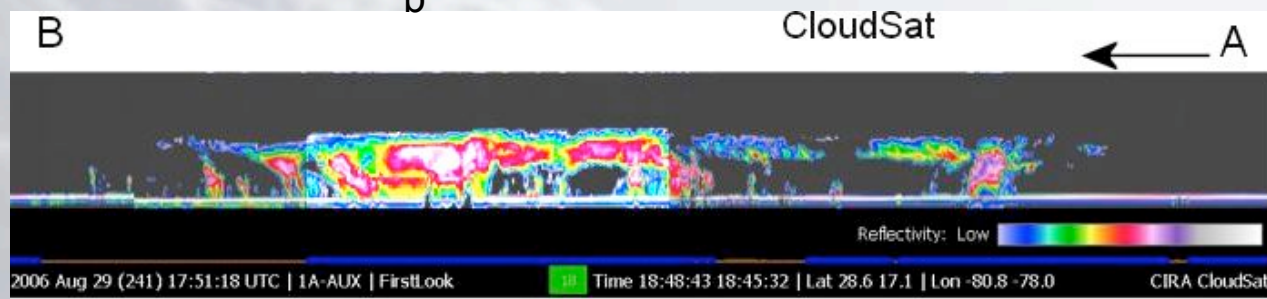 b
B CloudSat A
Reflectivity: Low
2006 Aug 29 (241) 17:51:18 UTC | 1A-AUX | FirstLook 18 Time 18:48:43 18:45:32 | Lat 28.6 17.1 | Lon -80.8 -78.0 CIRA CloudSat